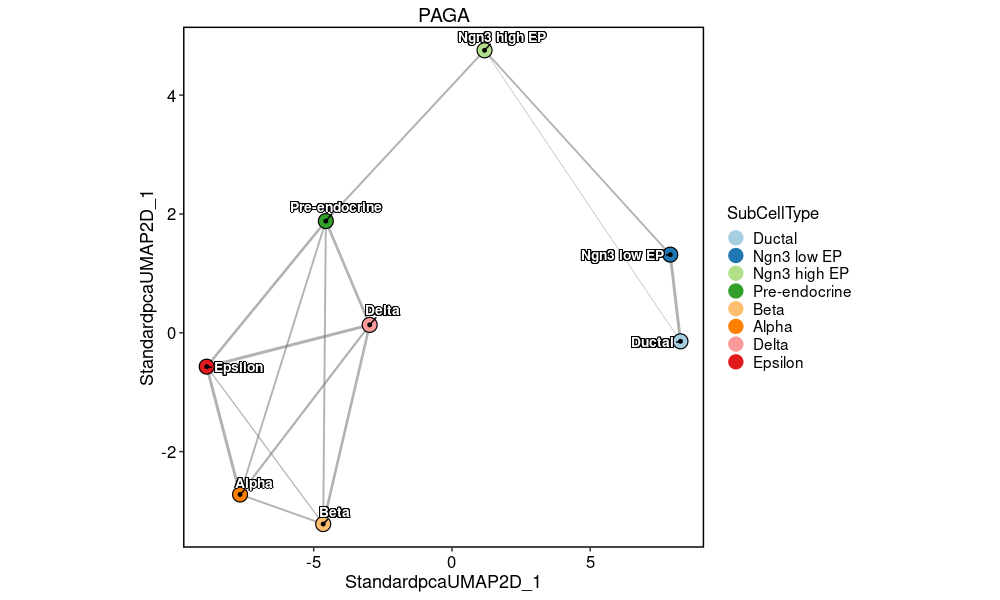 PAGA
Ngn3 high EP
Pre-endocrine
Ngn3 low EP
Delta
Ductal
Epsilon
Alpha
Beta
4
2
0
-2
-5
0
5
StandardpcaUMAP2D_1
StandardpcaUMAP2D_1
SubCellType
Ductal
Ngn3 low EP
Ngn3 high EP
Pre-endocrine
Beta
Alpha
Delta
Epsilon